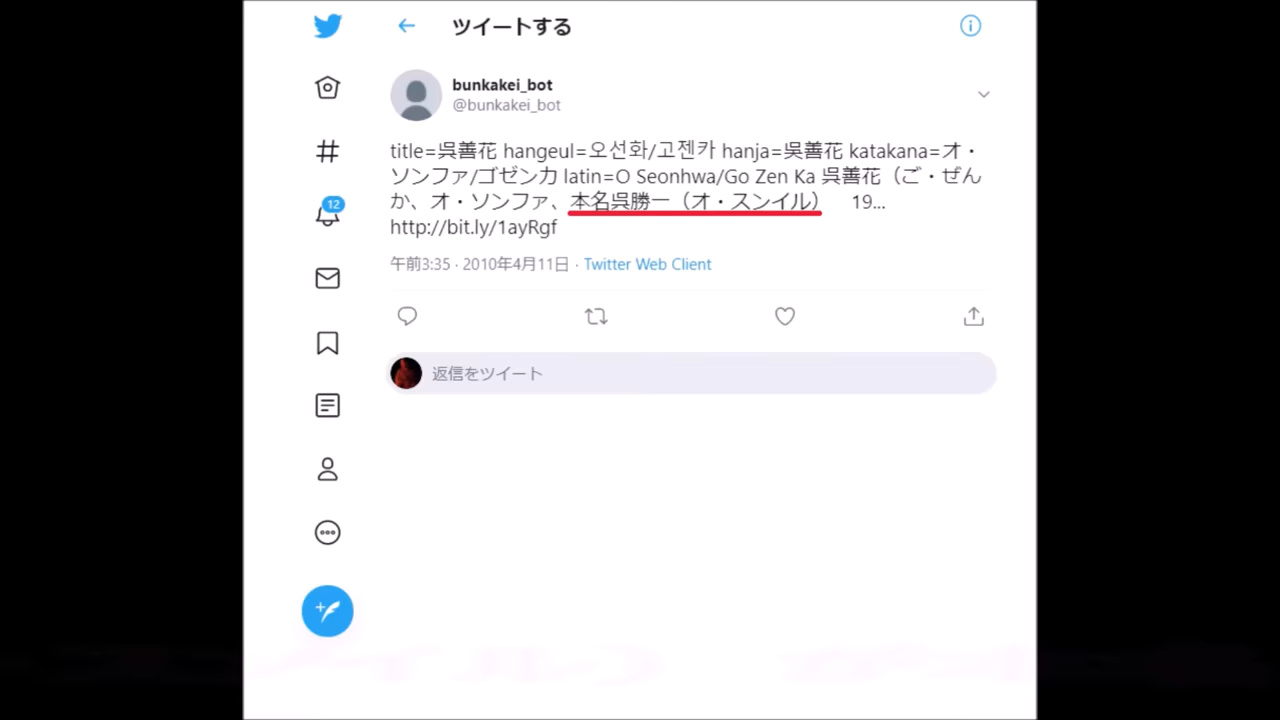 ツイートする
bunkakei_bot
@bunkakei_bot
title=呉善花 hangeul=오선화/고젠카 hanja=吳善花 katakana=オ・
ソンファ/ゴゼンカ latin=O Seonhwa/Go Zen Ka 呉善花（ご・ぜん
か、オ・ソンファ、本名呉勝一（オ・スンイル） 19...
http://bit.ly/1ayRgf
午前3:35 · 2010年4月11日 · Twitter Web Client
12
返信をツイート